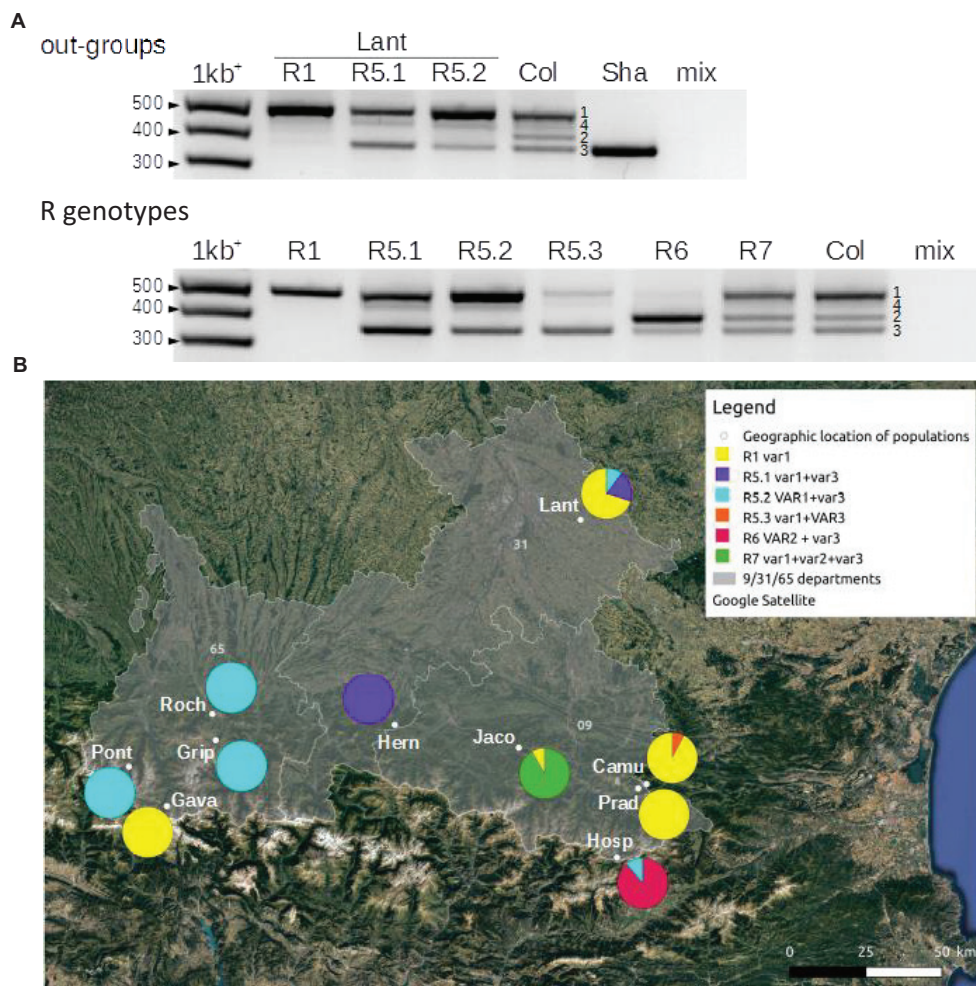 A
out-groups
Lant
1kb+ R1 R5.1 R5.2 Col Sha mix
500
400
300
1
4
2
3
R genotypes
1kb+ R1 R5.1 R5.2 R5.3 R6 R7 Col mix
500
400
300
1
4
2
3
B
Legend
Geographic location of populations
R1 var1
R5.1 var1+var3
R5.2 VAR1+var3
R5.3 var1+VAR3
R6 VAR2 + var3
R7 var1+var2+var3
9/31/65 departments
Google Satellite
Lant
31
65
Roch
Hern
Jaco
09
Grip
Pont
Camu
Gava
Prad
Hosp
0 25 50 km